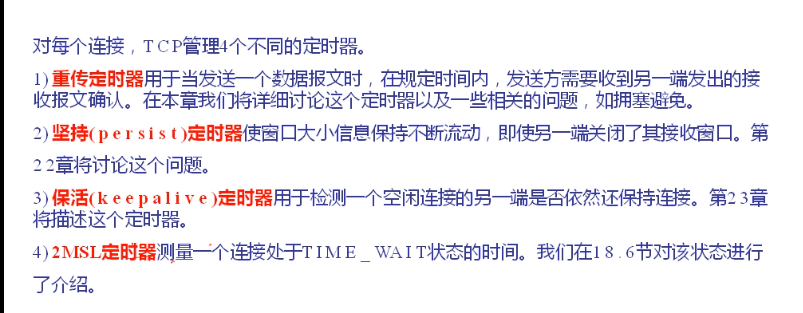 对每个连接，TCP管理4个不同的定时器。
1) 重传定时器用于当发送一个数据报文时，在规定时间内，发送方需要收到另一端发出的接
收报文确认。在本章我们将详细讨论这个定时器以及一些相关的问题，如拥塞避免。
2) 坚持(persist)定时器使窗口大小信息保持不断流动，即使另一端关闭了其接收窗口。第
22章将讨论这个问题。
3) 保活(keepalive)定时器用于检测一个空闲连接的另一端是否依然还保持连接。第23章
将描述这个定时器。
4) 2MSL定时器测量一个连接处于TIME_WAIT状态的时间。我们在18.6节对该状态进行
了介绍。